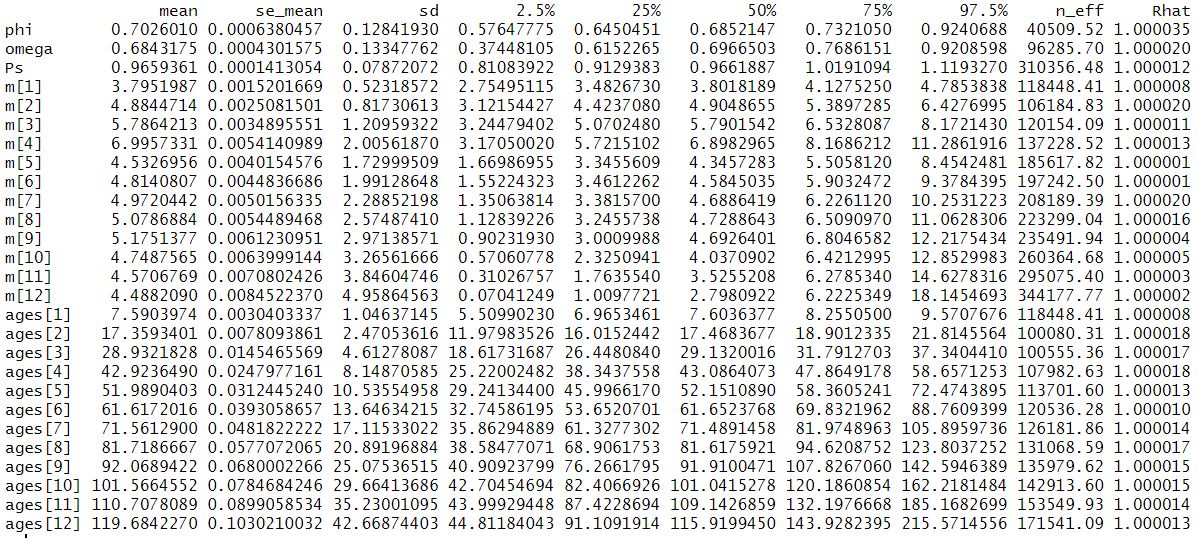 mean se_mean sd 2.5% 25% 50% 75% 97.5% n_eff Rhat
phi 0.7026010 0.0006380457 0.12841930 0.57647775 0.6450451 0.6852147 0.7321050 0.9240688 40509.52 1.000035
omega 0.6843175 0.0004301575 0.13347762 0.37448105 0.6152265 0.6966503 0.7686151 0.9208598 96285.70 1.000020
Ps 0.9659361 0.0001413054 0.07872072 0.81083922 0.9129383 0.9661887 1.0191094 1.1193270 310356.48 1.000012
m[1] 3.7951987 0.0015201669 0.52318572 2.75495115 3.4826730 3.8018189 4.1275250 4.7853838 118448.41 1.000008
m[2] 4.8844714 0.0025081501 0.81730613 3.12154427 4.4237080 4.9048655 5.3897285 6.4276995 106184.83 1.000020
m[3] 5.7864213 0.0034895551 1.20959322 3.24479402 5.0702480 5.7901542 6.5328087 8.1721430 120154.09 1.000011
m[4] 6.9957331 0.0054140989 2.00561870 3.17050020 5.7215102 6.8982965 8.1686212 11.2861916 137228.52 1.000013
m[5] 4.5326956 0.0040154576 1.72999509 1.66986955 3.3455609 4.3457283 5.5058120 8.4542481 185617.82 1.000001
m[6] 4.8140807 0.0044836686 1.99128648 1.55224323 3.4612262 4.5845035 5.9032472 9.3784395 197242.50 1.000001
m[7] 4.9720442 0.0050156335 2.28852198 1.35063814 3.3815700 4.6886419 6.2261120 10.2531223 208189.39 1.000020
m[8] 5.0786884 0.0054489468 2.57487410 1.12839226 3.2455738 4.7288643 6.5090970 11.0628306 223299.04 1.000016
m[9] 5.1751377 0.0061230951 2.97138571 0.90231930 3.0009988 4.6926401 6.8046582 12.2175434 235491.94 1.000004
m[10] 4.7487565 0.0063999144 3.26561666 0.57060778 2.3250941 4.0370902 6.4212995 12.8529983 260364.68 1.000005
m[11] 4.5706769 0.0070802426 3.84604746 0.31026757 1.7635540 3.5255208 6.2785340 14.6278316 295075.40 1.000003
m[12] 4.4882090 0.0084522370 4.95864563 0.07041249 1.0097721 2.7980922 6.2225349 18.1454693 344177.77 1.000002
ages[1] 7.5903974 0.0030403337 1.04637145 5.50990230 6.9653461 7.6036377 8.2550500 9.5707676 118448.41 1.000008
ages[2] 17.3593401 0.0078093861 2.47053616 11.97983526 16.0152442 17.4683677 18.9012335 21.8145564 100080.31 1.000018
ages[3] 28.9321828 0.0145465569 4.61278087 18.61731687 26.4480840 29.1320016 31.7912703 37.3404410 100555.36 1.000017
ages[4] 42.9236490 0.0247977161 8.14870585 25.22002482 38.3437558 43.0864073 47.8649178 58.6571253 107982.63 1.000018
ages[5] 51.9890403 0.0312445240 10.53554958 29.24134400 45.9966170 52.1510890 58.3605241 72.4743895 113701.60 1.000013
ages[6] 61.6172016 0.0393058657 13.64634215 32.74586195 53.6520701 61.6523768 69.8321962 88.7609399 120536.28 1.000010
ages[7] 71.5612900 0.0481822222 17.11533022 35.86294889 61.3277302 71.4891458 81.9748963 105.8959736 126181.86 1.000014
ages[8] 81.7186667 0.0577072065 20.89196884 38.58477071 68.9061753 81.6175921 94.6208752 123.8037252 131068.59 1.000017
ages[9] 92.0689422 0.0680002266 25.07536515 40.90923799 76.2661795 91.9100471 107.8267060 142.5946389 135979.62 1.000015
ages[10] 101.5664552 0.0784684246 29.66413686 42.70454694 82.4066926 101.0415278 120.1860854 162.2181484 142913.60 1.000015
ages[11] 110.7078089 0.0899058534 35.23001095 43.99929448 87.4228694 109.1426859 132.1976668 185.1682699 153549.93 1.000014
ages[12] 119.6842270 0.1030210032 42.66874403 44.81184043 91.1091914 115.9199450 143.9282395 215.5714556 171541.09 1.000013